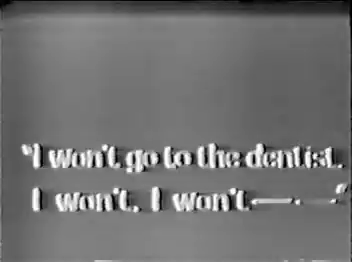 "I won't go to the dentist.
I won't, I won't—. —"